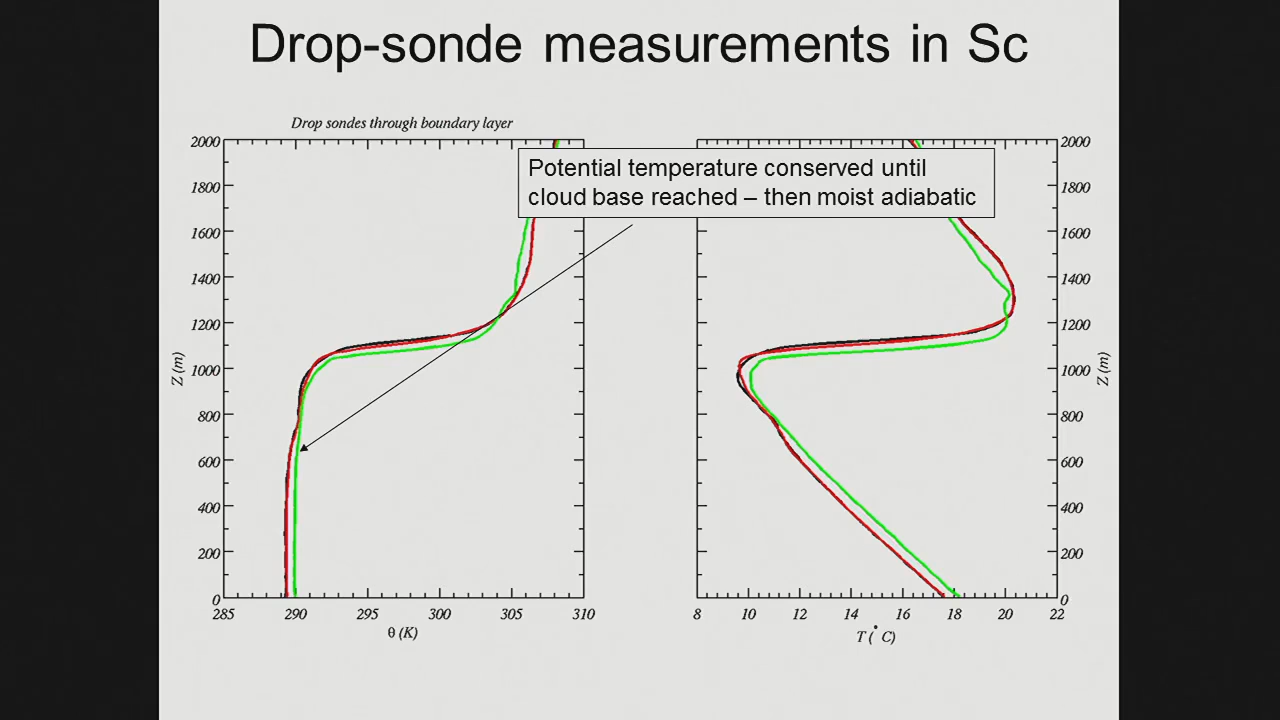 Drop-sonde measurements in Sc
Drop sondes through boundary layer
Potential temperature conserved until
cloud base reached – then moist adiabatic
2000
1800
1600
1400
1200
1000
800
600
400
200
0
Z (m)
285 290 295 300 305 310
θ (K)
2000
1800
1600
1400
1200
1000
800
600
400
200
0
Z (m)
8 10 12 14 16 18 20 22
T (° C)